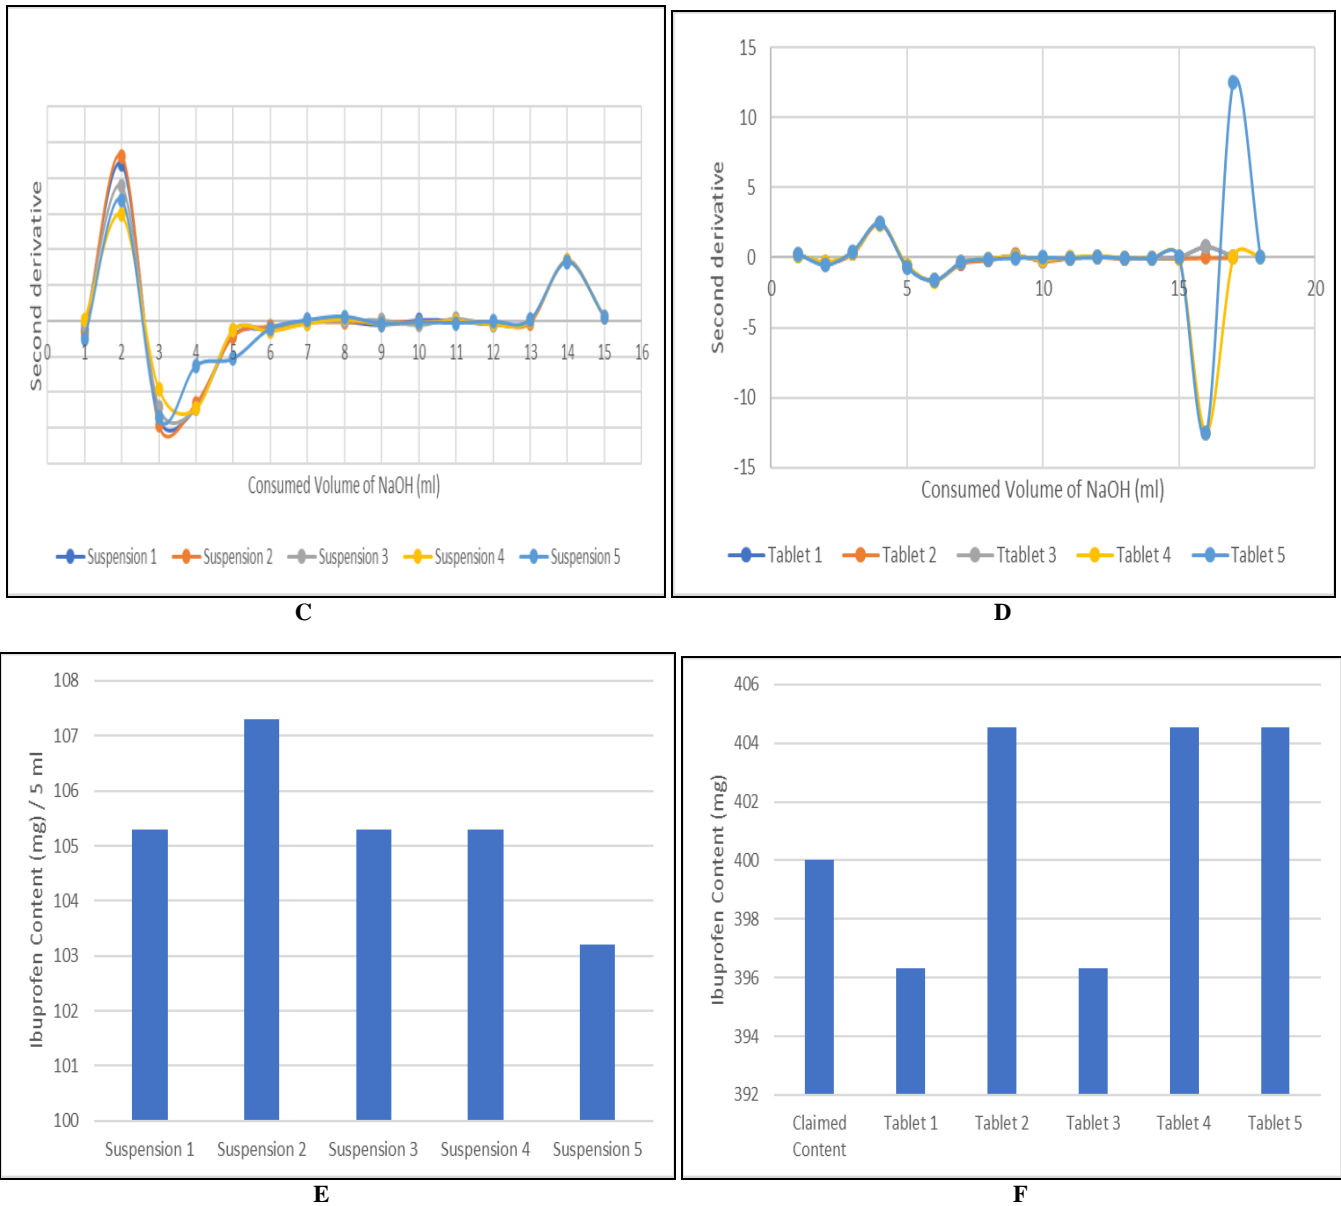 Second derivative
0 1 2 3 4 5 6 7 8 9 10 11 12 13 14 15 16
Consumed Volume of NaOH (ml)
Suspension 1 Suspension 2 Suspension 3 Suspension 4 Suspension 5
C
Second derivative
15
10
5
0
-5
-10
-15
0 5 10 15 20
Consumed Volume of NaOH (ml)
Tablet 1 Tablet 2 Ttablet 3 Tablet 4 Tablet 5
D
Ibuprofen Content (mg) / 5 ml
108
107
106
105
104
103
102
101
100
Suspension 1 Suspension 2 Suspension 3 Suspension 4 Suspension 5
E
Ibuprofen Content (mg)
406
404
402
400
398
396
394
392
Claimed Content Tablet 1 Tablet 2 Tablet 3 Tablet 4 Tablet 5
F